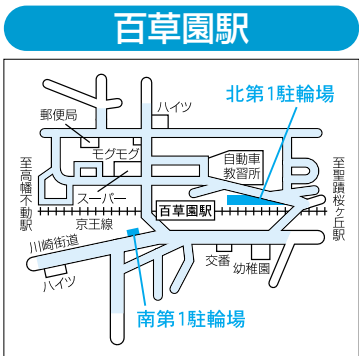 百草園駅
北第1駐輪場
ハイツ
郵便局
モグモグ
自動車
教習所
スーパー
至高幡不動駅
至聖蹟桜ヶ丘駅
百草園駅
京王線
川崎街道
ハイツ
交番
幼稚園
南第1駐輪場